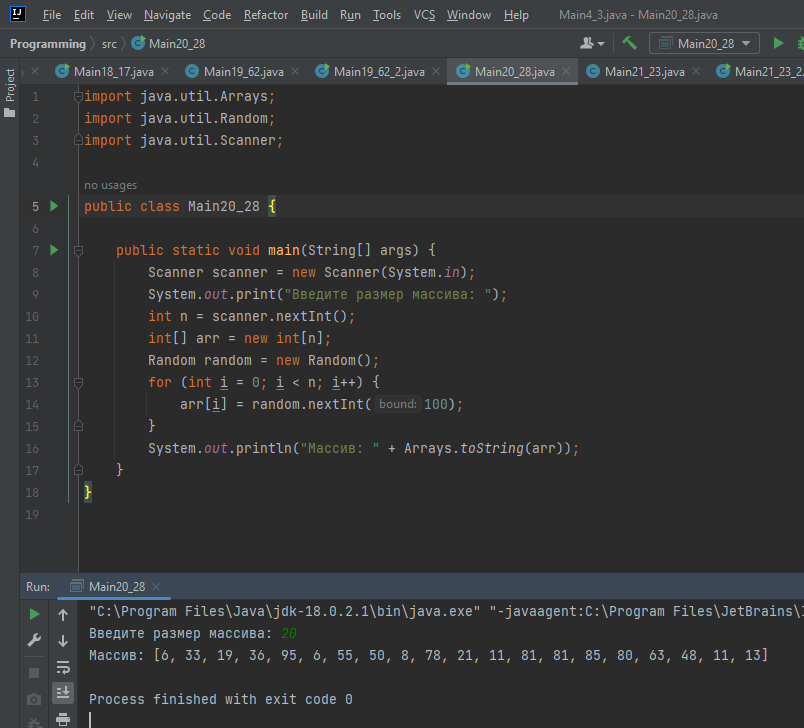 File Edit View Navigate Code Refactor Build Run Tools VCS Window Help Main4_3.java - Main20_28.java
Programming src Main20_28 Main20_28
Project
Main18_17.java Main19_62.java Main19_62_2.java Main20_28.java Main21_23.java Main21_23_2.
1 import java.util.Arrays;
2 import java.util.Random;
3 import java.util.Scanner;
4
no usages
5 public class Main20_28 {
6
7 public static void main(String[] args) {
8 Scanner scanner = new Scanner(System.in);
9 System.out.print("Введите размер массива: ");
10 int n = scanner.nextInt();
11 int[] arr = new int[n];
12 Random random = new Random();
13 for (int i = 0; i < n; i++) {
14 arr[i] = random.nextInt( bound: 100);
15 }
16 System.out.println("Массив: " + Arrays.toString(arr));
17 }
18 }
19
Run: Main20_28
"C:\Program Files\Java\jdk-18.0.2.1\bin\java.exe" "-javaagent:C:\Program Files\JetBrains\
Введите размер массива: 20
Массив: [6, 33, 19, 36, 95, 6, 55, 50, 8, 78, 21, 11, 81, 81, 85, 80, 63, 48, 11, 13]
Process finished with exit code 0